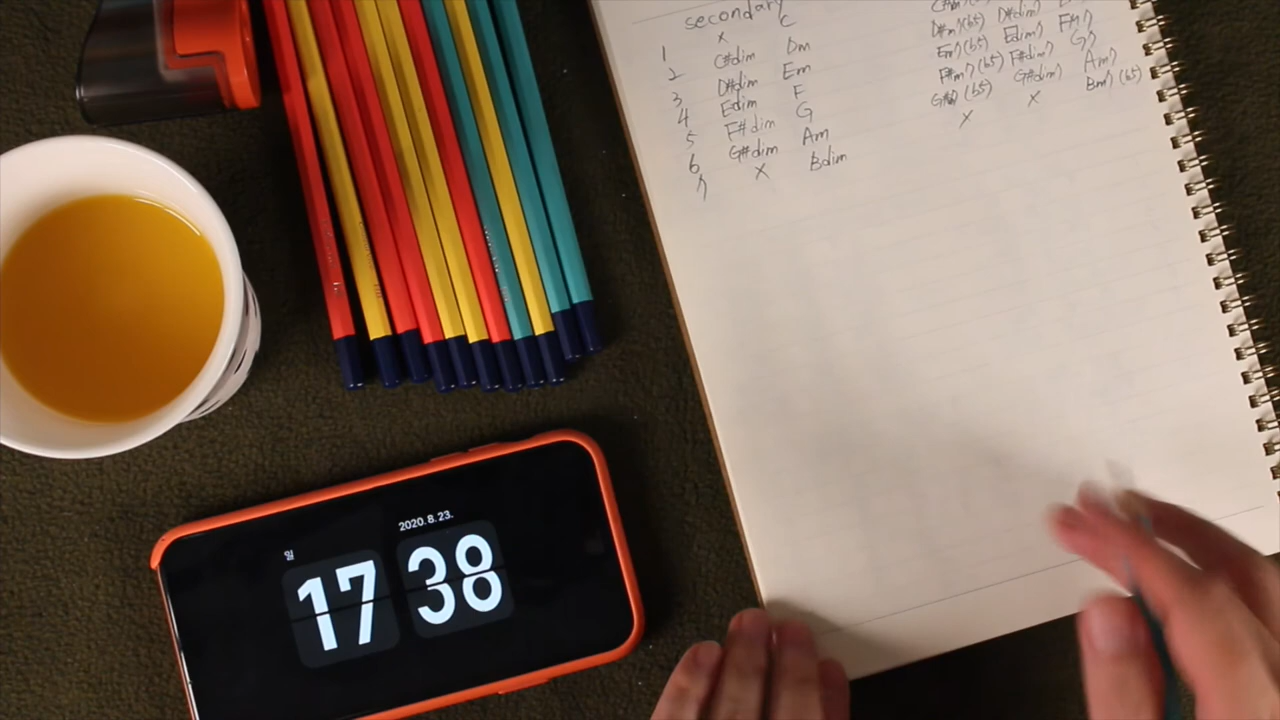 secondary
x C
1 C#dim Dm
2 D#dim Em
3 Edim F
4 F#dim G
5 G#dim Am
6 x Bdim
7
D#m7(b5) D#dim7
Em7(b5) Edim7 F#m7
F#m7(b5) F#dim7 G7
G#m7(b5) G#dim7 Am7
x x Bm7(b5)
2020.8.23.
일
17 38